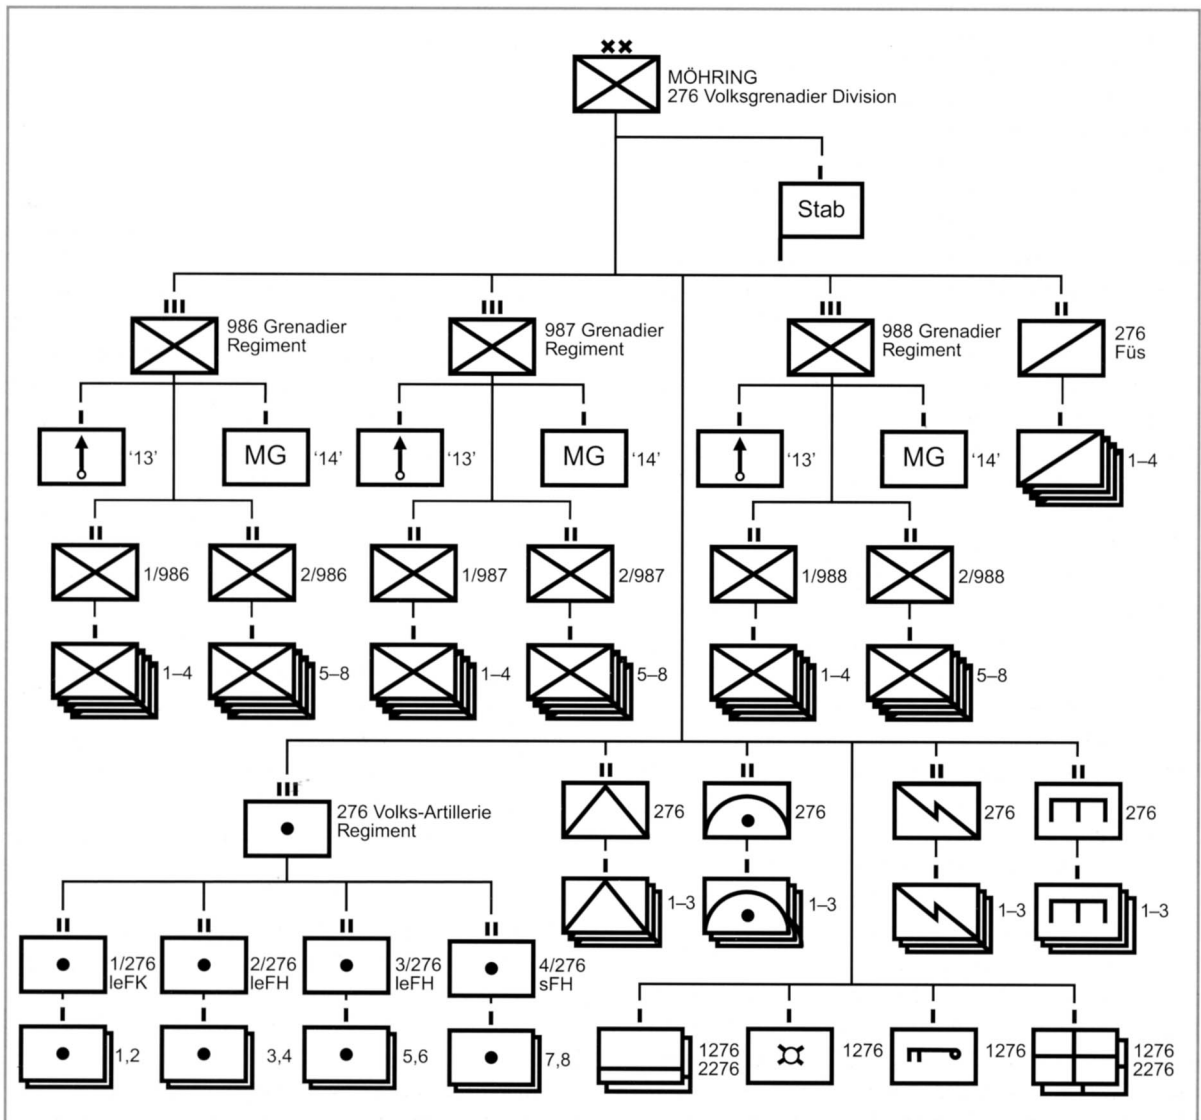 MÖHRING
276 Volksgrenadier Division
Stab
986 Grenadier
Regiment
987 Grenadier
Regiment
988 Grenadier
Regiment
276
Füs
'13'
MG
'14'
'13'
MG
'14'
'13'
MG
'14'
1–4
1/986
2/986
1/987
2/987
1/988
2/988
1–4
5–8
1–4
5–8
1–4
5–8
276 Volks-Artillerie
Regiment
276
276
276
276
1–3
1–3
1–3
1–3
1/276
leFK
2/276
leFH
3/276
leFH
4/276
sFH
1,2
3,4
5,6
7,8
1276
2276
1276
1276
1276
2276